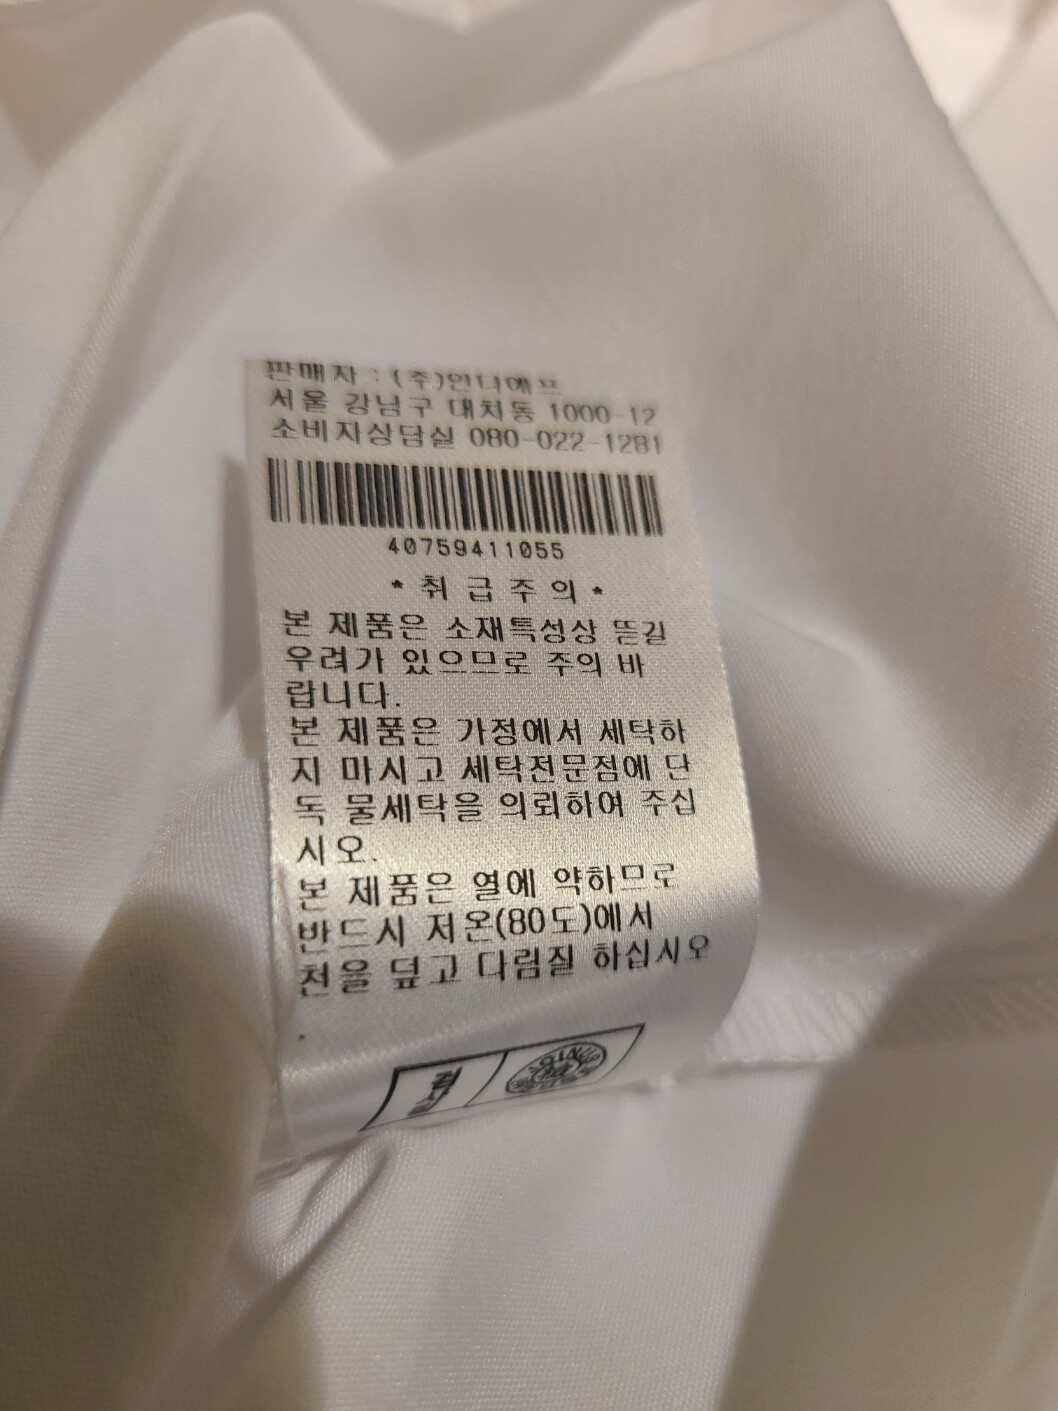 판매자 : (주)인디에프
서울 강남구 대치동 1000-12
소비자상담실 080-022-1281
40759411055
* 취 급 주 의 *
본 제품은 소재특성상 뜯길
우려가 있으므로 주의 바
랍니다.
본 제품은 가정에서 세탁하
지 마시고 세탁전문점에 단
독 물세탁을 의뢰하여 주십
시오.
본 제품은 열에 약하므로
반드시 저온(80도)에서
천을 덮고 다림질 하십시오
.